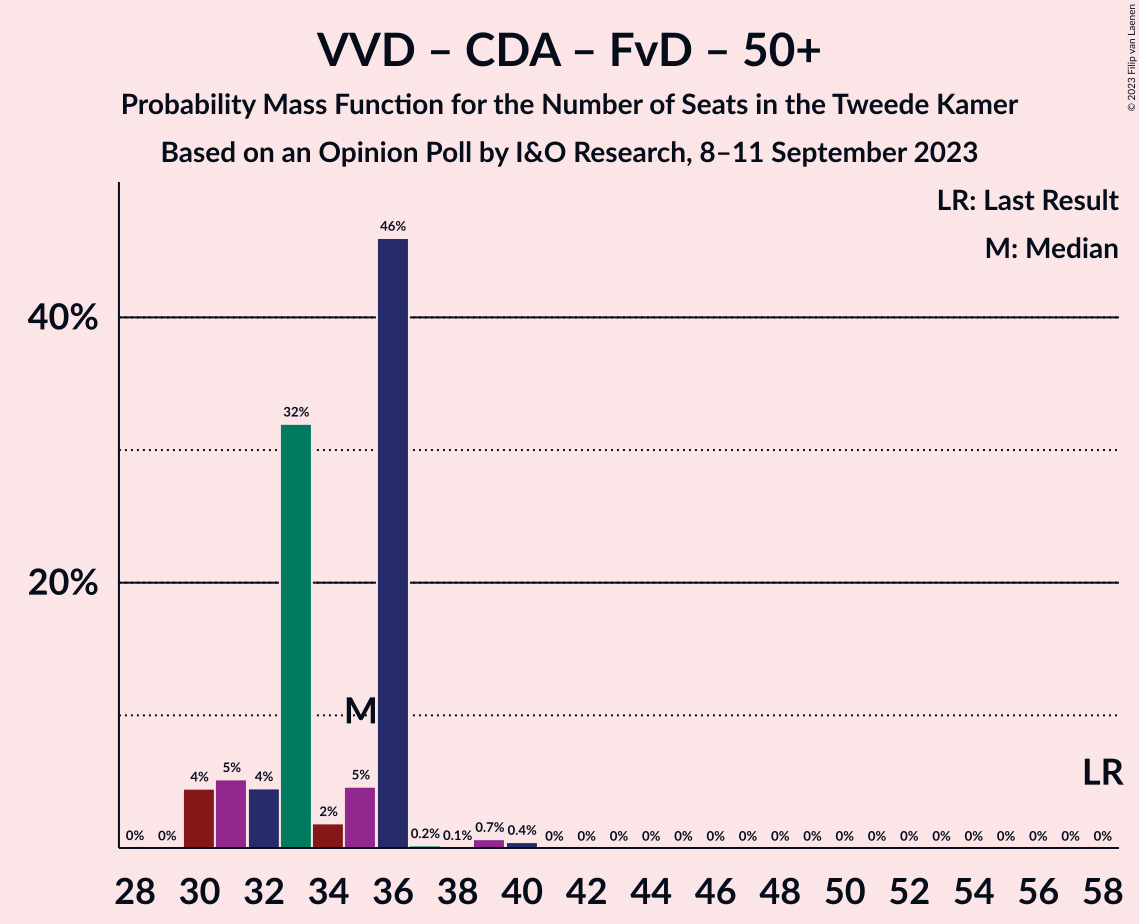 VVD – CDA – FvD – 50+
Probability Mass Function for the Number of Seats in the Tweede Kamer
Based on an Opinion Poll by I&O Research, 8–11 September 2023
© 2023 Filip van Laenen
LR: Last Result
M: Median
46%
40%
32%
20%
M
LR
0% 0% 4% 5% 4% 2% 5% 0.2% 0.1% 0.7% 0.4% 0% 0% 0% 0% 0% 0% 0% 0% 0% 0% 0% 0% 0% 0% 0% 0% 0% 0%
28 30 32 34 36 38 40 42 44 46 48 50 52 54 56 58